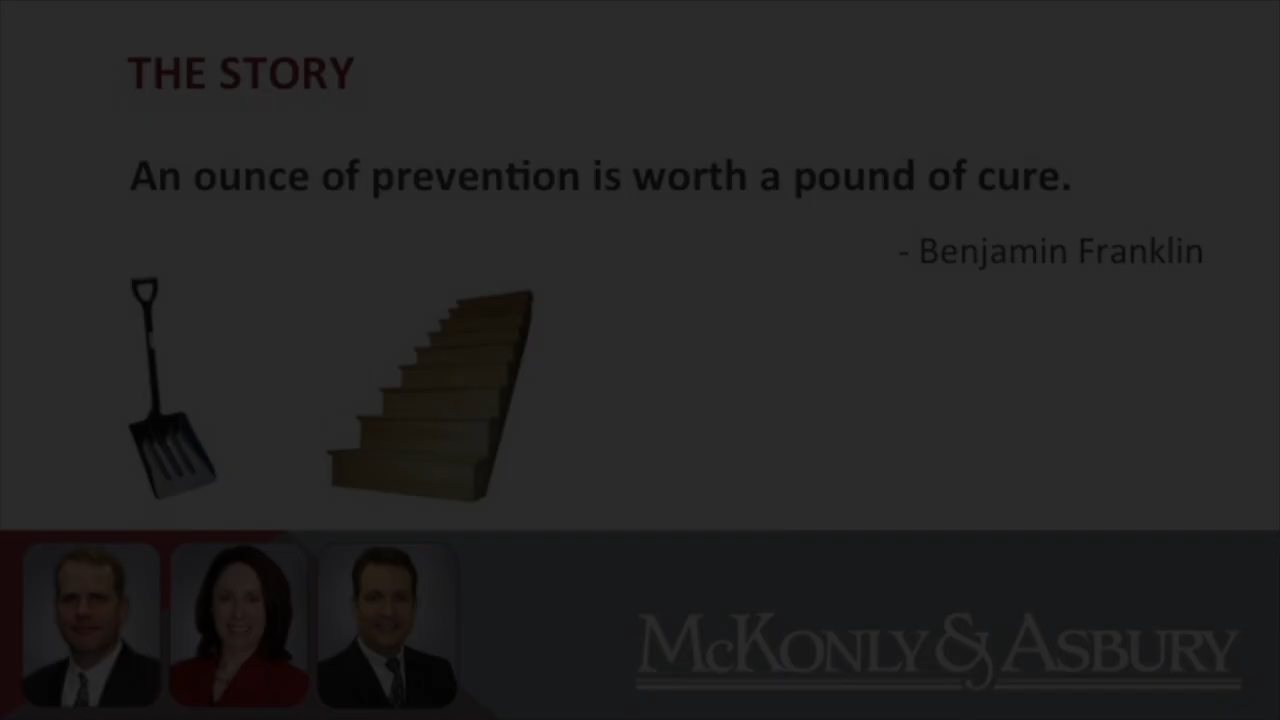 THE STORY
An ounce of prevention is worth a pound of cure.
- Benjamin Franklin
McKonly & Asbury